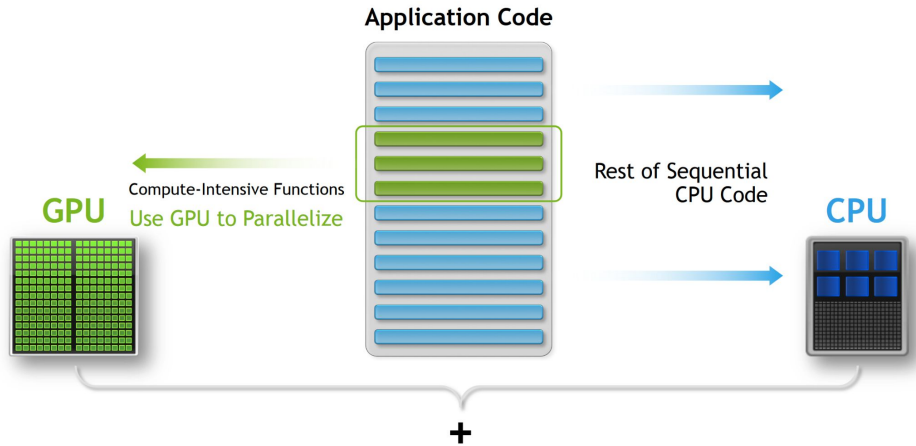 Application Code
Compute-Intensive Functions
Use GPU to Parallelize
GPU
Rest of Sequential
CPU Code
CPU
+